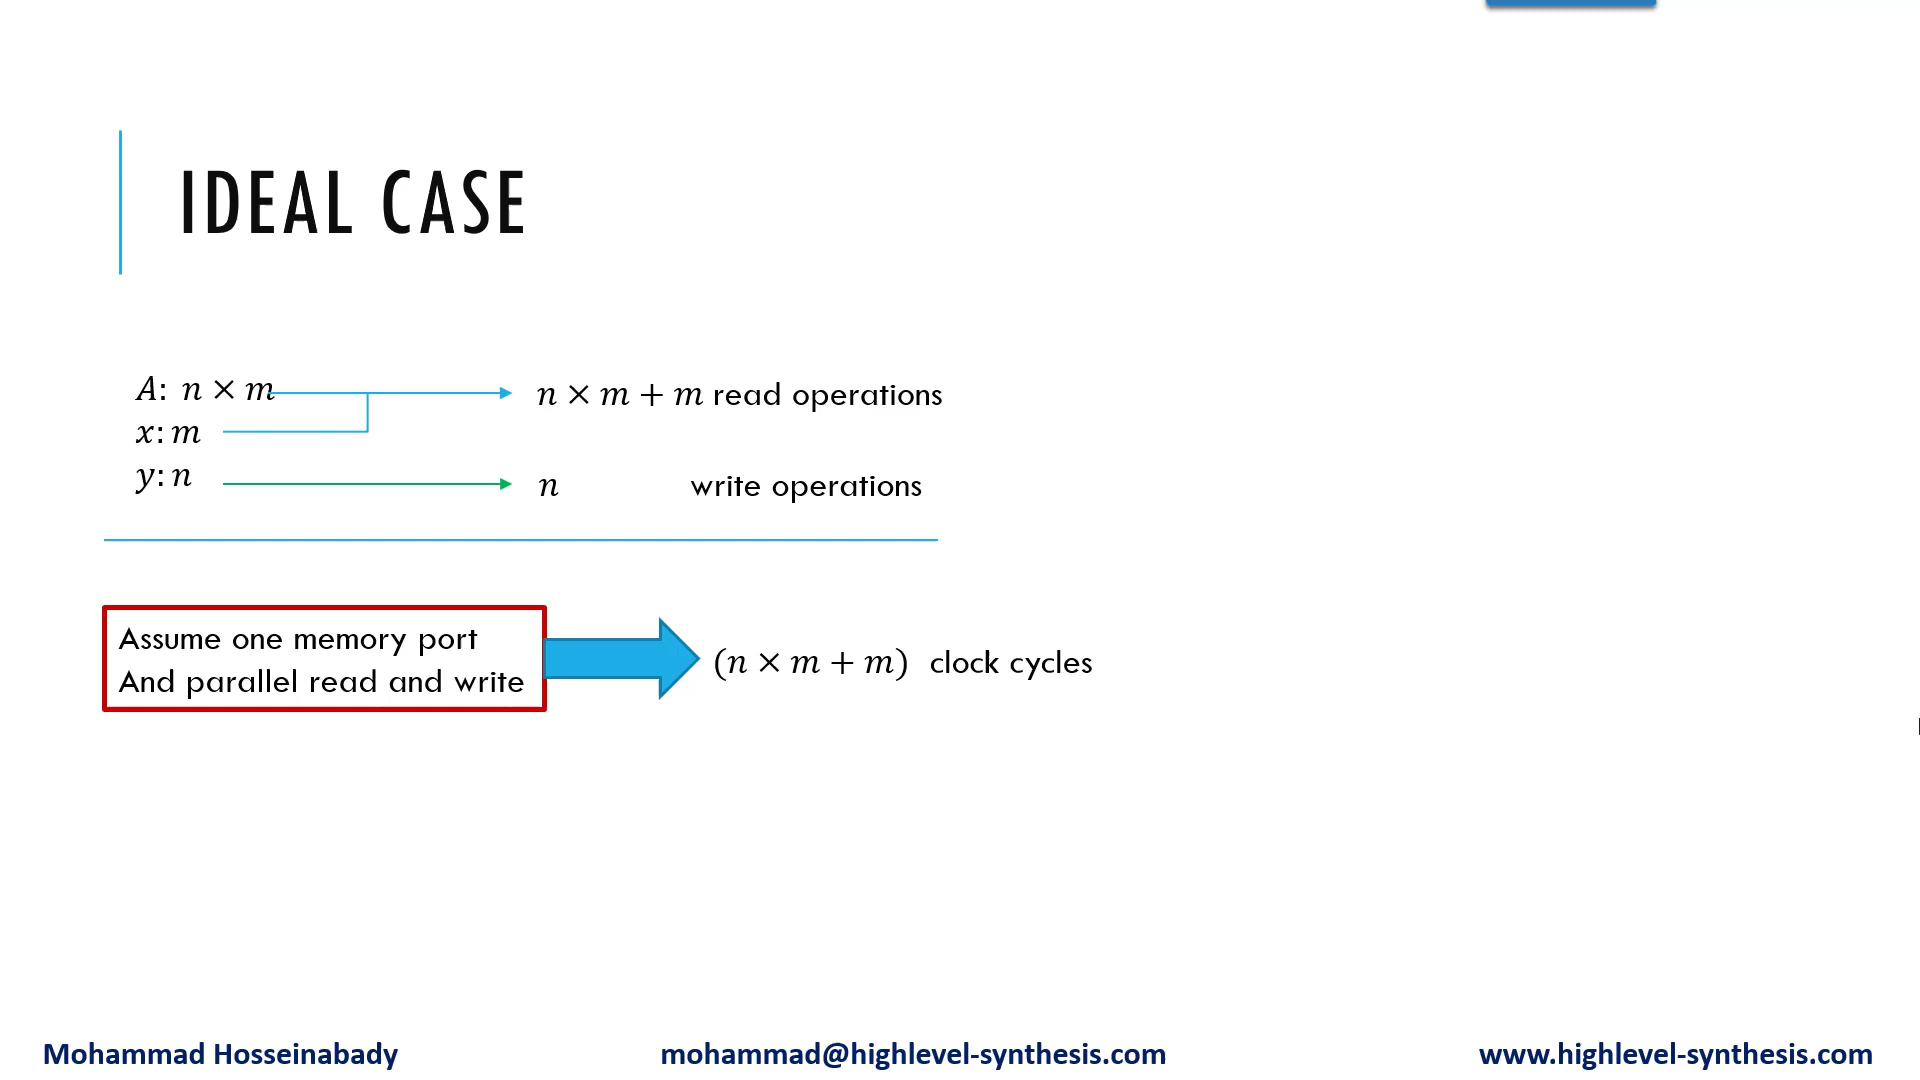 IDEAL CASE
A: n × m
n × m + m read operations
x: m
y: n
n write operations
Assume one memory port
And parallel read and write
(n × m + m) clock cycles
Mohammad Hosseinabady
mohammad@highlevel-synthesis.com
www.highlevel-synthesis.com